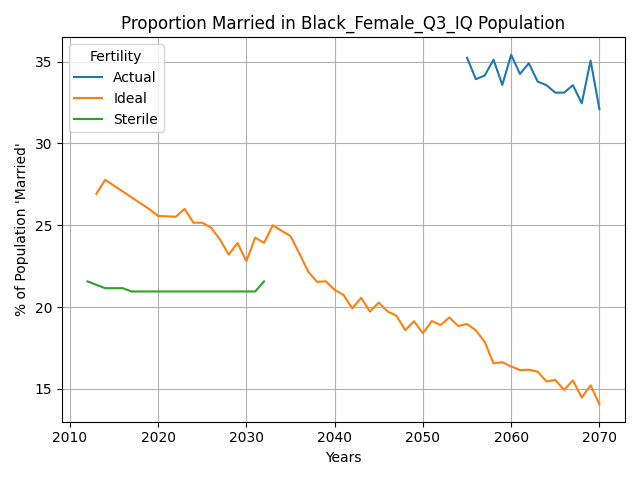 Proportion Married in Black_Female_Q3_IQ Population
Fertility
Actual
Ideal
Sterile
% of Population 'Married'
35
30
25
20
15
2010
2020
2030
2040
2050
2060
2070
Years